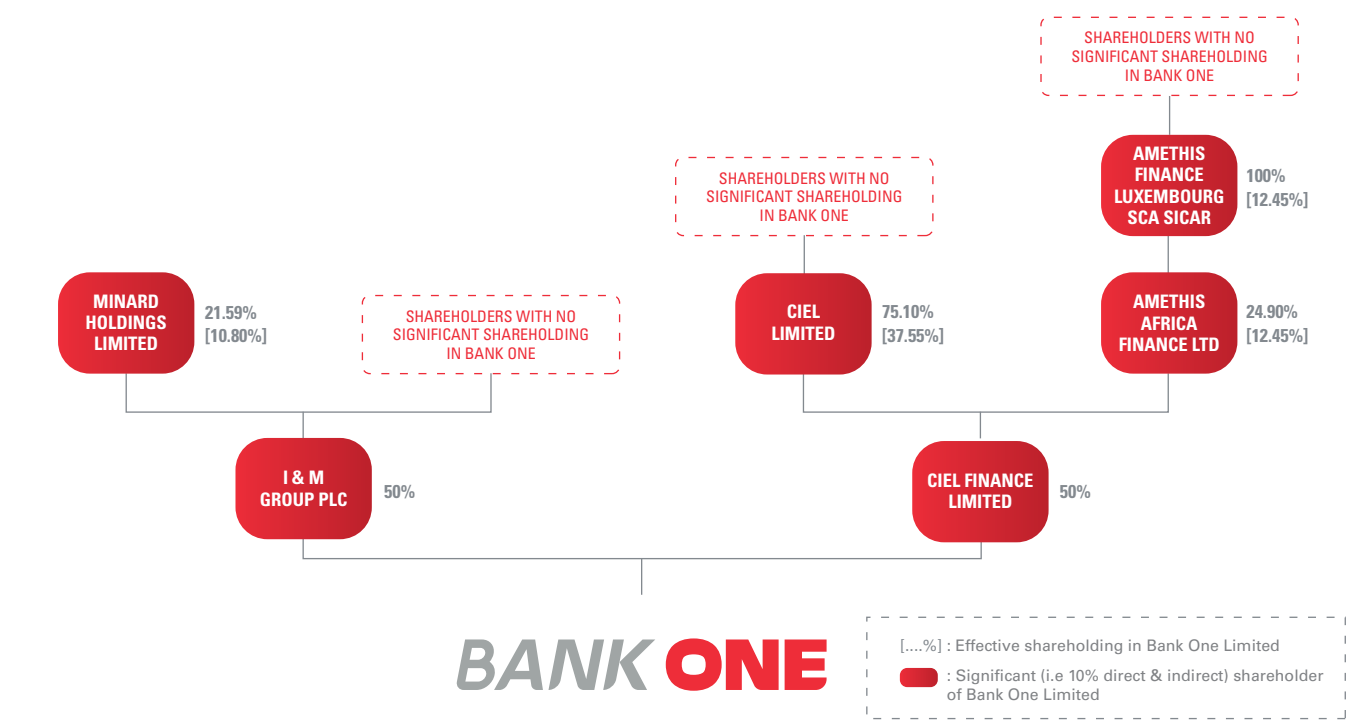 SHAREHOLDERS WITH NO
SIGNIFICANT SHAREHOLDING
IN BANK ONE
AMETHIS
FINANCE
LUXEMBOURG
SCA SICAR
100%
[12.45%]
SHAREHOLDERS WITH NO
SIGNIFICANT SHAREHOLDING
IN BANK ONE
MINARD
HOLDINGS
LIMITED
21.59%
[10.80%]
SHAREHOLDERS WITH NO
SIGNIFICANT SHAREHOLDING
IN BANK ONE
CIEL
LIMITED
75.10%
[37.55%]
AMETHIS
AFRICA
FINANCE LTD
24.90%
[12.45%]
I & M
GROUP PLC
50%
CIEL FINANCE
LIMITED
50%
BANK ONE
[....%] : Effective shareholding in Bank One Limited
: Significant (i.e 10% direct & indirect) shareholder
of Bank One Limited